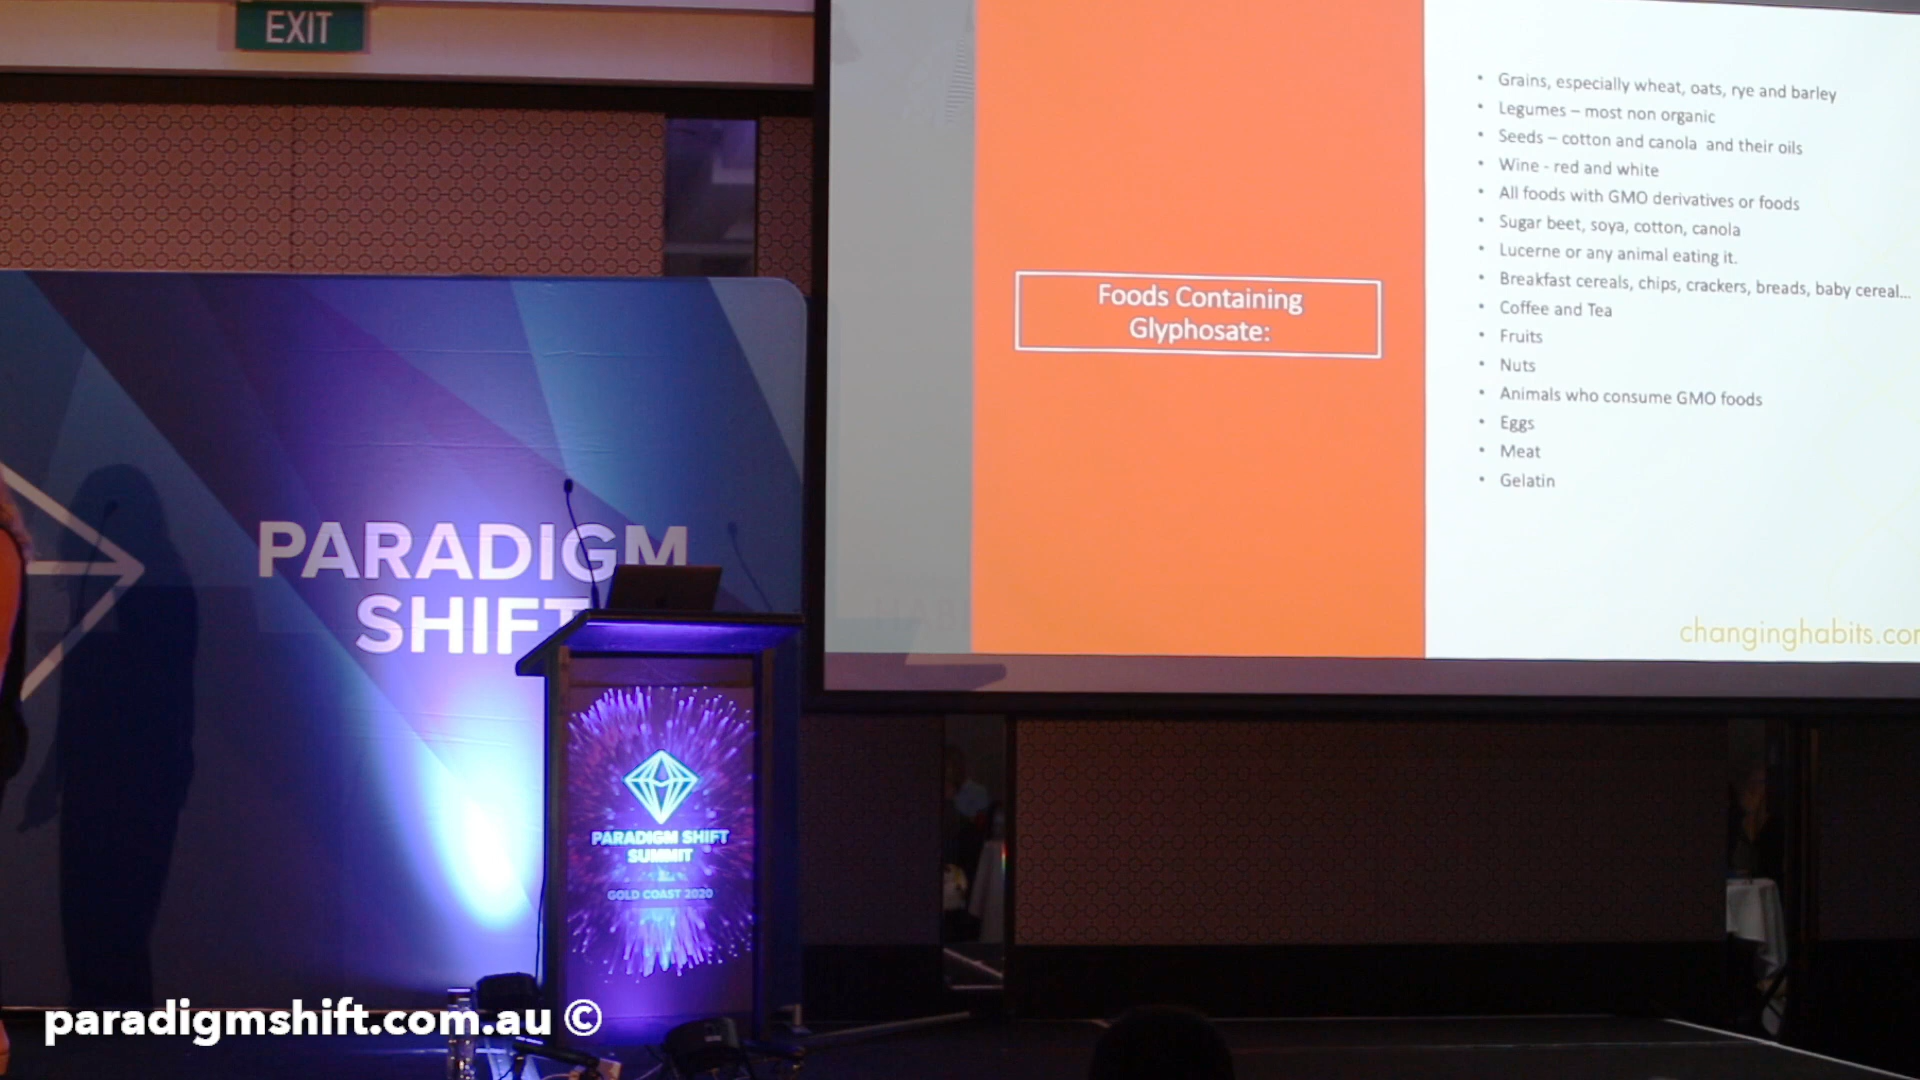 EXIT
PARADIGM
SHIFT
PARADIGM SHIFT
SUMMIT
GOLD COAST 2020
Foods Containing
Glyphosate:
• Grains, especially wheat, oats, rye and barley
• Legumes – most non organic
• Seeds – cotton and canola and their oils
• Wine - red and white
• All foods with GMO derivatives or foods
• Sugar beet, soya, cotton, canola
• Lucerne or any animal eating it.
• Breakfast cereals, chips, crackers, breads, baby cereal...
• Coffee and Tea
• Fruits
• Nuts
• Animals who consume GMO foods
• Eggs
• Meat
• Gelatin
changinghabits.com
paradigmshift.com.au ©